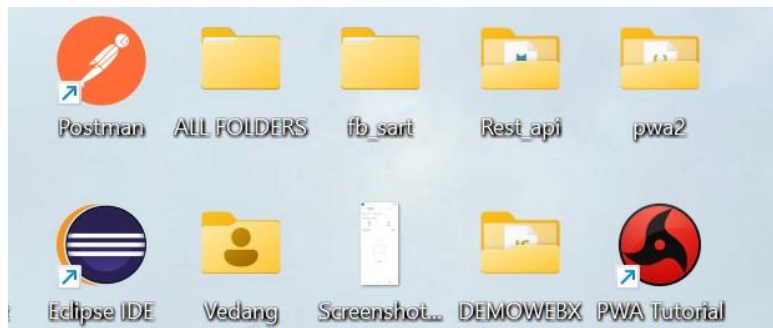 Postman
ALL FOLDERS
fb_sart
Rest_api
pwa2
Eclipse IDE
Vedang
Screenshot...
DEMOWEBX
PWA Tutorial